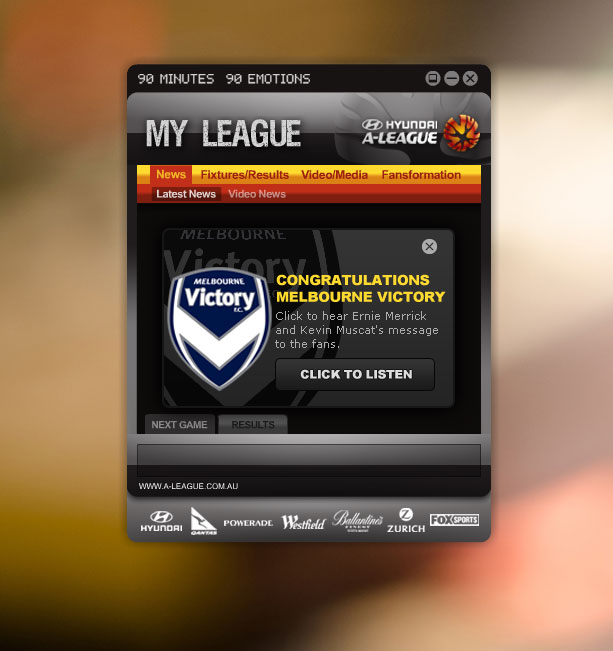 90 MINUTES 90 EMOTIONS
MY LEAGUE
HYUNDAI
A-LEAGUE
News Fixtures/Results Video/Media Fansformation
Latest News Video News
MELBOURNE
Victory
MELBOURNE
Victory
F.C.
CONGRATULATIONS
MELBOURNE VICTORY
Click to hear Ernie Merrick
and Kevin Muscat's message
to the fans.
CLICK TO LISTEN
NEXT GAME RESULTS
WWW.A-LEAGUE.COM.AU
HYUNDAI QANTAS POWERADE Westfield Ballantine's FINEST ZURICH FOX SPORTS